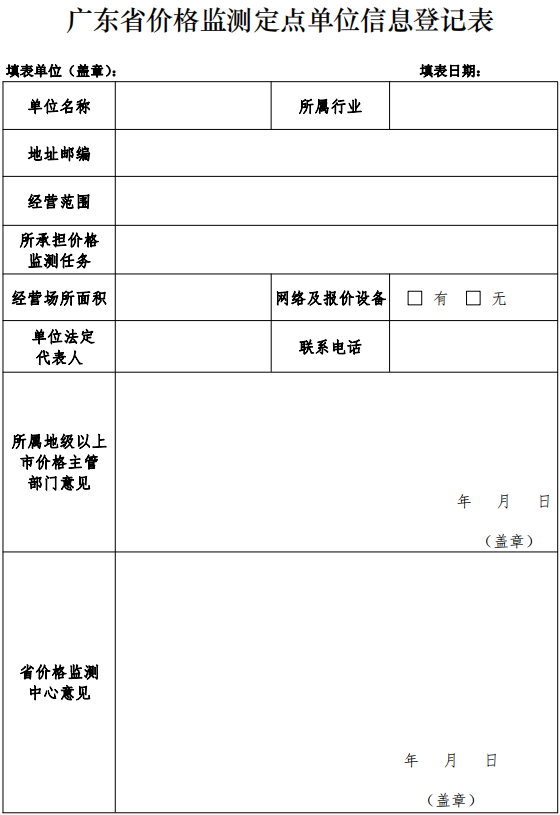 广东省价格监测定点单位信息登记表
填表单位（盖章）： 填表日期：
单位名称 所属行业
地址邮编
经营范围
所承担价格
监测任务
经营场所面积 网络及报价设备 □ 有 □ 无
单位法定
代表人 联系电话
所属地级以上
市价格主管
部门意见
年 月 日
（盖章）
省价格监测
中心意见
年 月 日
（盖章）